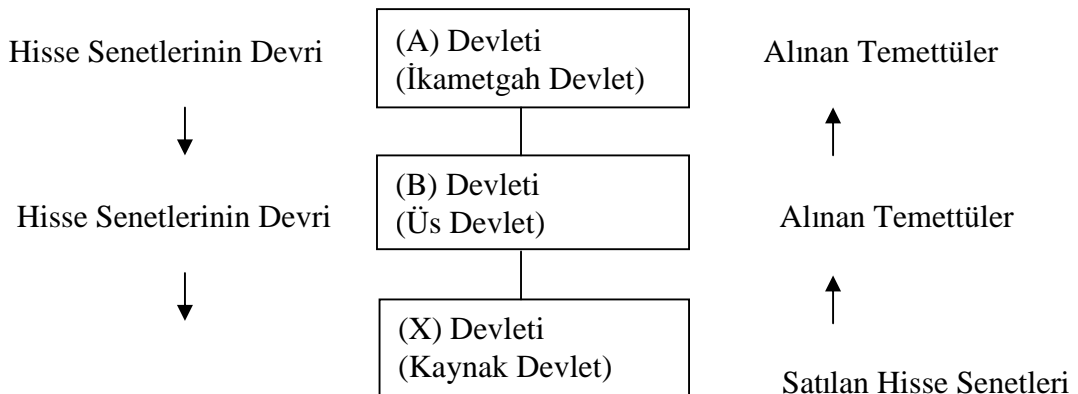 Hisse Senetlerinin Devri
(A) Devleti
(İkametgah Devlet)
Alınan Temettüler
Hisse Senetlerinin Devri
(B) Devleti
(Üs Devlet)
Alınan Temettüler
(X) Devleti
(Kaynak Devlet)
Satılan Hisse Senetleri